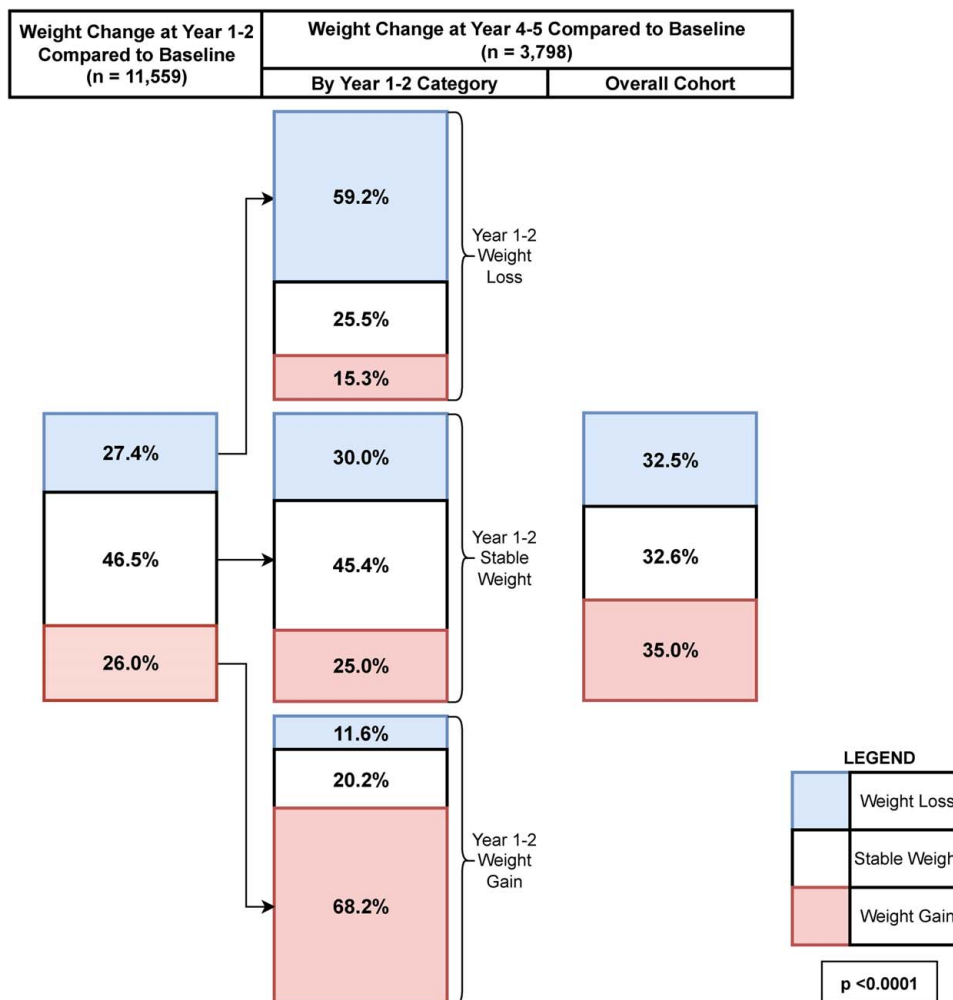 Weight Change at Year 1-2
Compared to Baseline
(n = 11,559)
Weight Change at Year 4-5 Compared to Baseline
(n = 3,798)
By Year 1-2 Category
Overall Cohort
59.2%
25.5%
15.3%
Year 1-2
Weight
Loss
27.4%
46.5%
26.0%
30.0%
45.4%
25.0%
Year 1-2
Stable
Weight
32.5%
32.6%
35.0%
11.6%
20.2%
68.2%
Year 1-2
Weight
Gain
LEGEND
Weight Loss
Stable Weigh
Weight Gain
p <0.0001